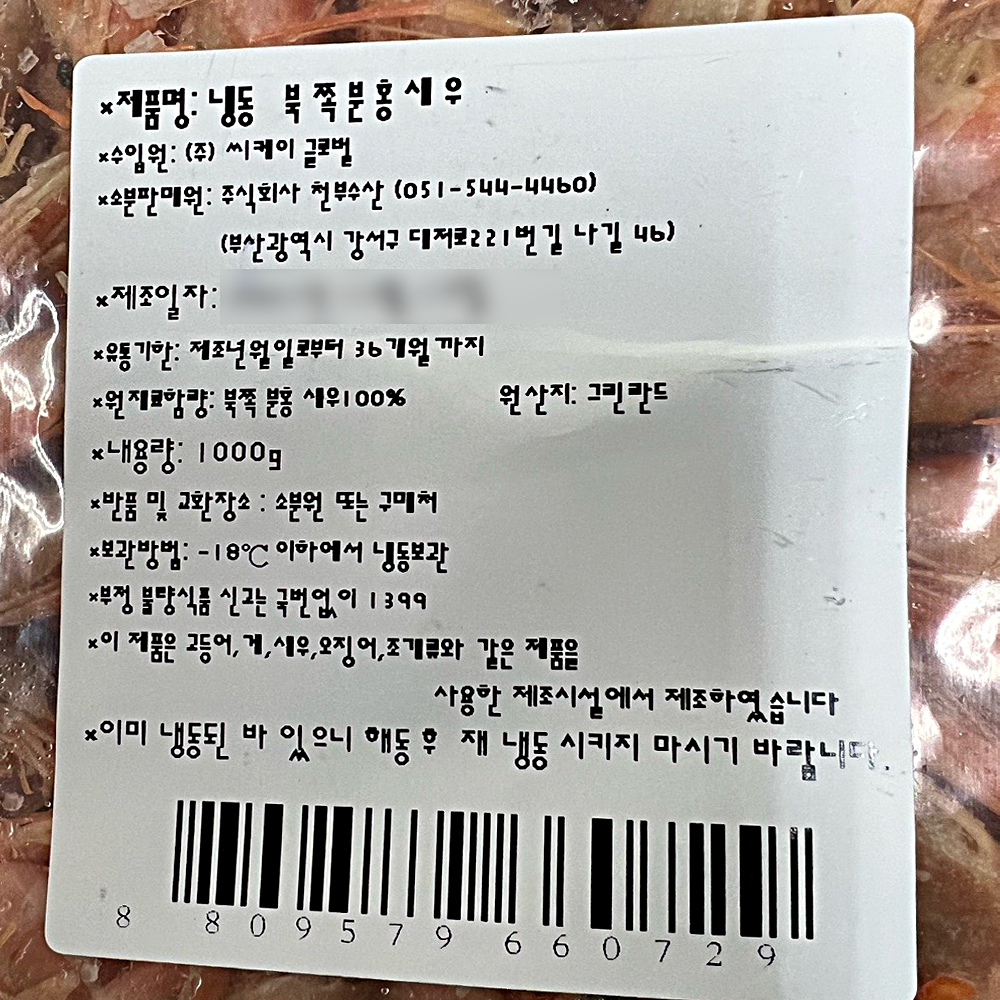 ×제품명: 냉동 북쪽분홍새우
×수입원: (주) 씨케이 글로벌
×소분판매원: 주식회사 천부수산 (051-544-4460)
(부산광역시 강서구 대저로221번길 나길 46)
×제조일자:
×유통기한: 제조년월일로부터 36개월까지
×원재료함량: 북쪽 분홍 새우100% 원산지: 그린란드
×내용량: 1000g
×반품 및 교환장소 : 소분원 또는 구매처
×보관방법: -18℃ 이하에서 냉동보관
×부정 불량식품 신고는 국번없이 1399
×이 제품은 고등어,게,새우,오징어,조개류와 같은 제품을
사용한 제조시설에서 제조하였습니다
×이미 냉동된 바 있으니 해동 후 재 냉동 시키지 마시기 바랍니다.
8 809579 660729